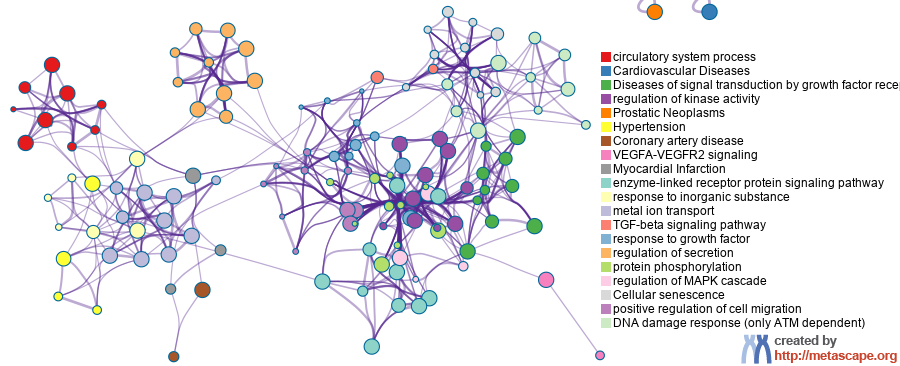 circulatory system process
Cardiovascular Diseases
Diseases of signal transduction by growth factor rece
regulation of kinase activity
Prostatic Neoplasms
Hypertension
Coronary artery disease
VEGFA-VEGFR2 signaling
Myocardial Infarction
enzyme-linked receptor protein signaling pathway
response to inorganic substance
metal ion transport
TGF-beta signaling pathway
response to growth factor
regulation of secretion
protein phosphorylation
regulation of MAPK cascade
Cellular senescence
positive regulation of cell migration
DNA damage response (only ATM dependent)
created by
http://metascape.org